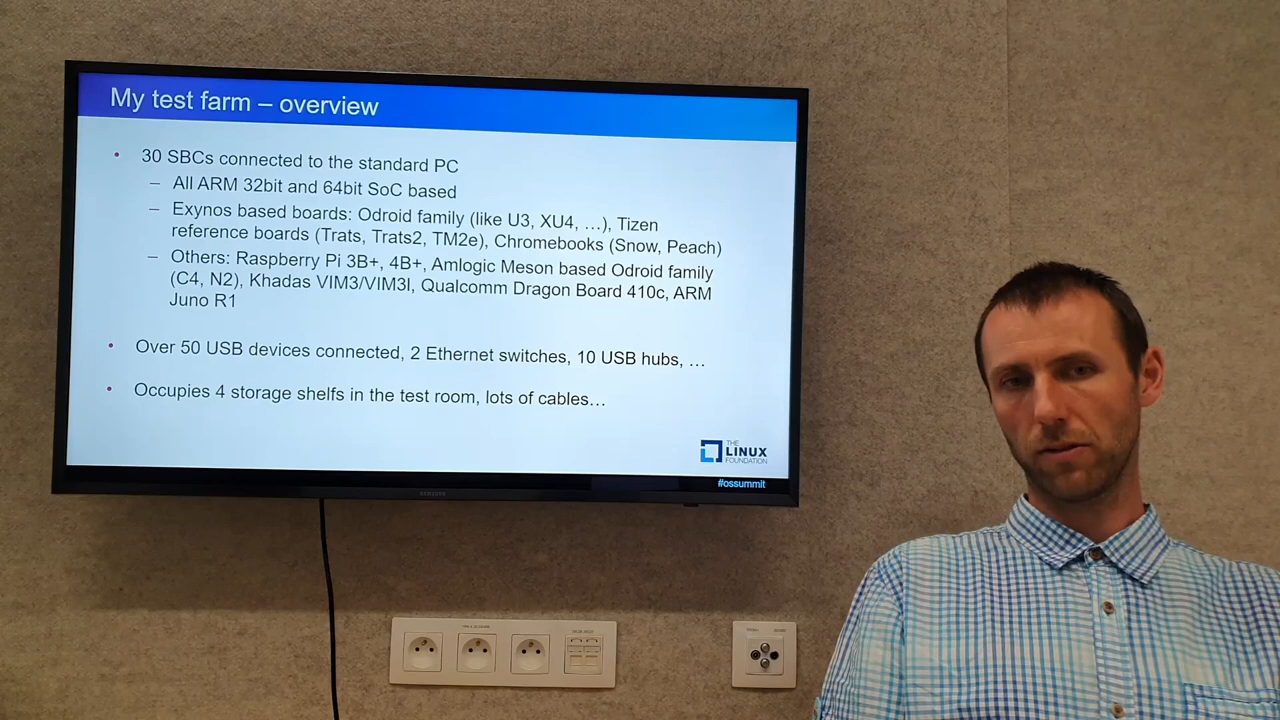 My test farm – overview
• 30 SBCs connected to the standard PC
– All ARM 32bit and 64bit SoC based
– Exynos based boards: Odroid family (like U3, XU4, …), Tizen
reference boards (Trats, Trats2, TM2e), Chromebooks (Snow, Peach)
– Others: Raspberry Pi 3B+, 4B+, Amlogic Meson based Odroid family
(C4, N2), Khadas VIM3/VIM3l, Qualcomm Dragon Board 410c, ARM
Juno R1
• Over 50 USB devices connected, 2 Ethernet switches, 10 USB hubs, …
• Occupies 4 storage shelfs in the test room, lots of cables…
THE
LINUX
FOUNDATION
#ossummit
SAMSUNG